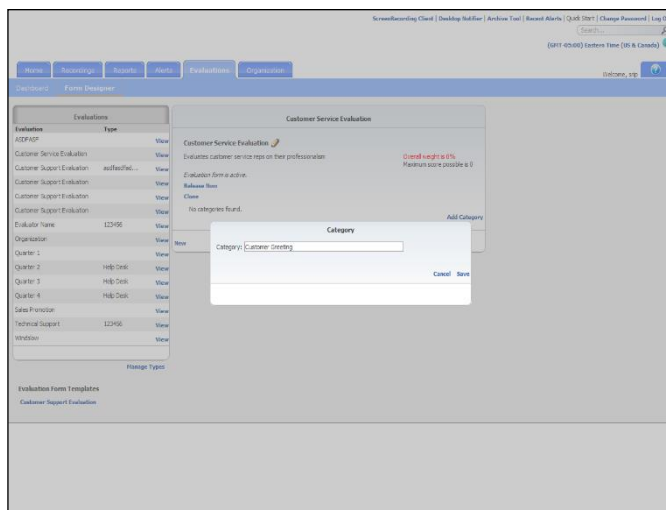 ScreenRecording Client | Desktop Notifier | Archive Tool | Recent Alerts | Quick Start | Change Password | Log O
Search...
(GMT-05:00) Eastern Time (US & Canada)
Home Recordings Reports Alerts Evaluations Organization
Welcome, srp
Dashboard Form Designer
Evaluations
Evaluation Type
ASDFASF View
Customer Service Evaluation View
Customer Support Evaluation asdfasdfad... View
Customer Support Evaluation View
Customer Support Evaluation View
Customer Support Evaluation View
Evaluator Name 123456 View
Organization View
Quarter 1 View
Quarter 2 Help Desk View
Quarter 3 Help Desk View
Quarter 4 Help Desk View
Sales Promotion View
Technical Support 123456 View
Window View
Manage Types
Evaluation Form Templates
Customer Support Evaluation
Customer Service Evaluation
Customer Service Evaluation
Evaluates customer service reps on their professionalism
Overall weight is 0%
Maximum score possible is 0
Evaluation form is active.
Release Now
Clone
No categories found.
Add Category
New
Category
Category: Customer Greeting
Cancel Save